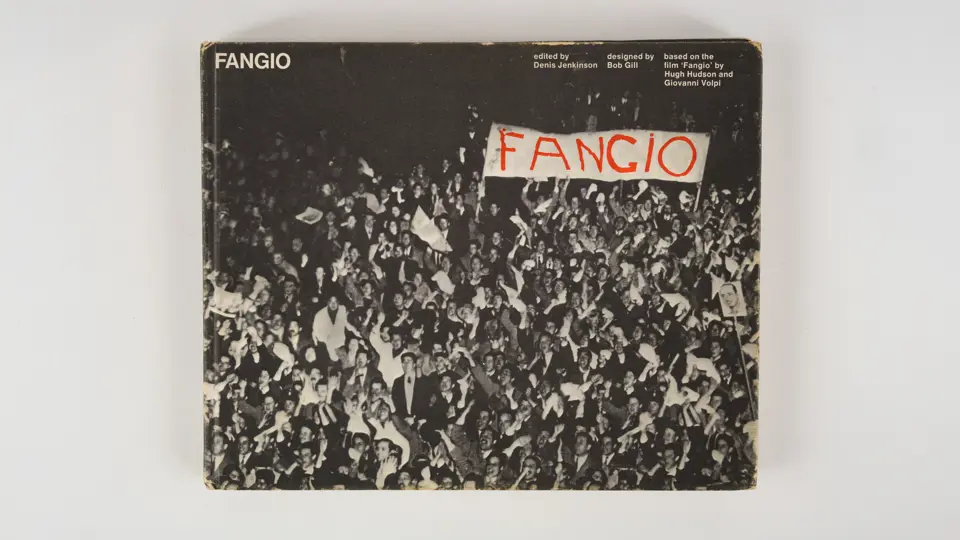 FANGIO
edited by
Denis Jenkinson
designed by
Bob Gill
based on the
film 'Fangio' by
Hugh Hudson and
Giovanni Volpi
FANGIO